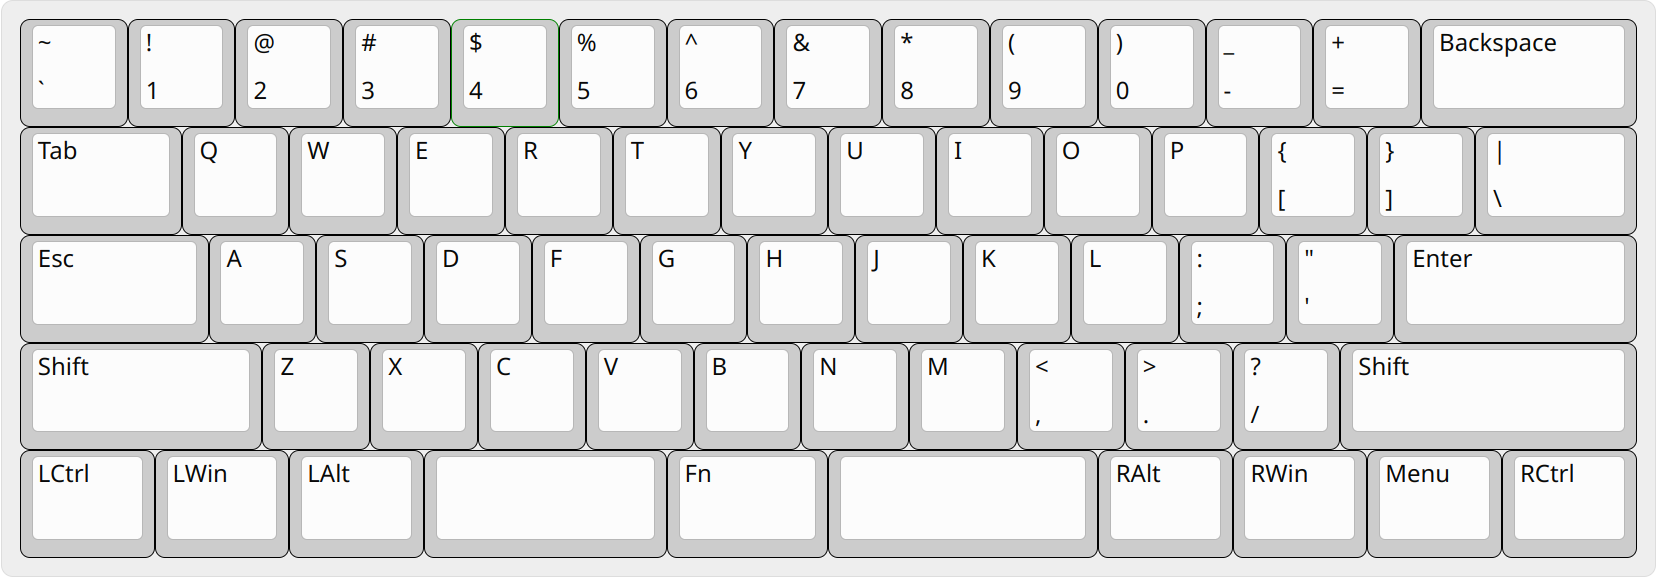 ~ ! @ # $ % ^ & * ( ) _ + Backspace
` 1 2 3 4 5 6 7 8 9 0 - =
Tab Q W E R T Y U I O P { } |
[ ] \
Esc A S D F G H J K L : " Enter
; '
Shift Z X C V B N M < > ? Shift
, . /
LCtrl LWin LAlt Fn RAlt RWin Menu RCtrl